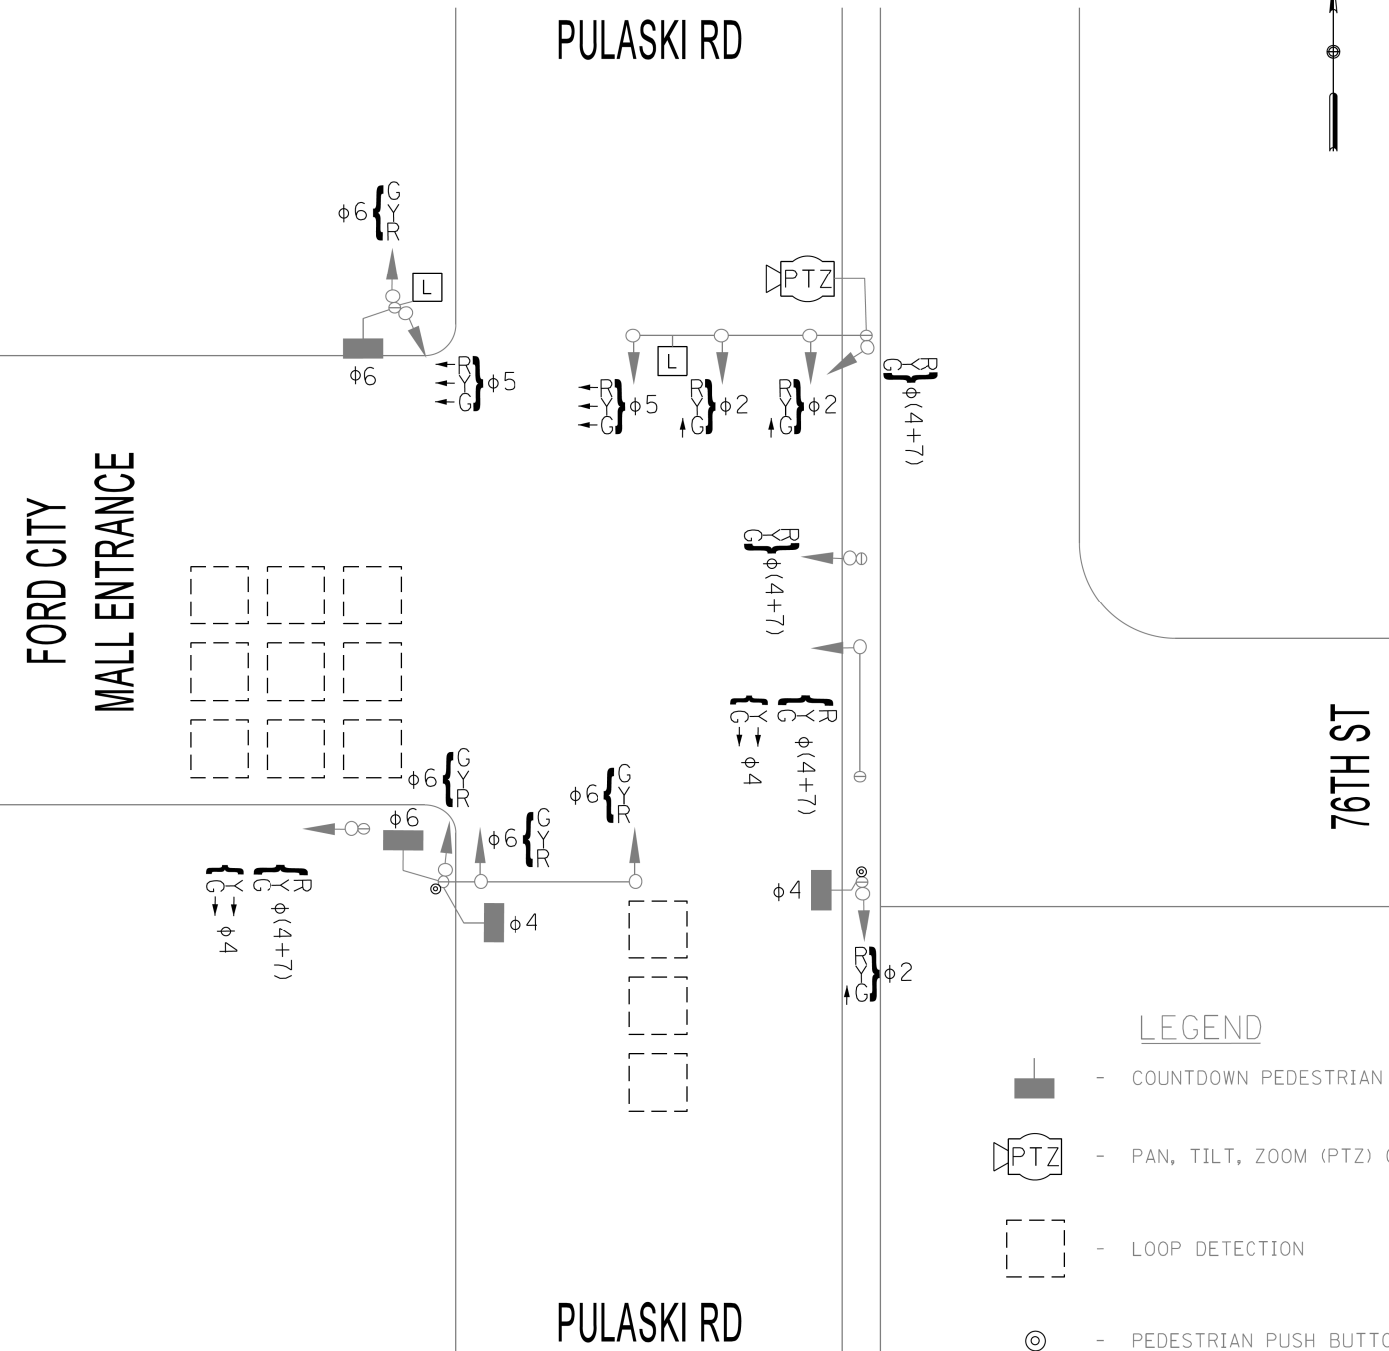 PULASKI RD
ϕ6
G
Y
R
L
PTZ
ϕ6
R
Y
G
ϕ5
L
R
Y
G
ϕ5
R
Y
G
ϕ2
R
Y
G
ϕ2
R
Y
G
ϕ(4+7)
FORD CITY
MALL ENTRANCE
R
Y
G
ϕ(4+7)
Y
G
ϕ4
R
Y
G
ϕ(4+7)
76TH ST
ϕ6
G
Y
R
ϕ6
G
Y
R
ϕ6
ϕ6
G
Y
R
Y
G
ϕ4
R
Y
G
ϕ(4+7)
ϕ4
ϕ4
R
Y
G
ϕ2
LEGEND
- COUNTDOWN PEDESTRIAN
PTZ - PAN, TILT, ZOOM (PTZ)
- LOOP DETECTION
- PEDESTRIAN PUSH
PULASKI RD